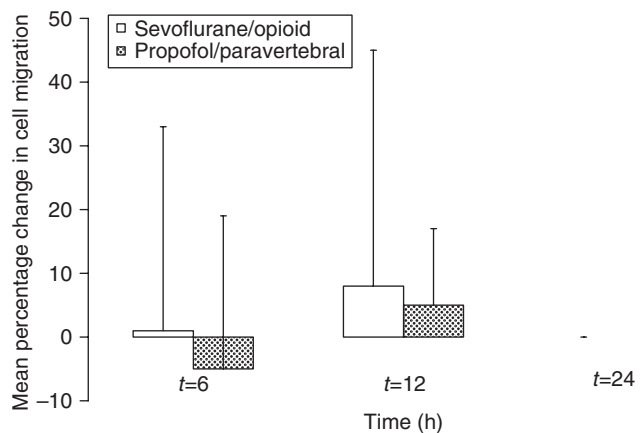 Mean percentage change in cell migration
50
40
30
20
10
0
–10
Sevoflurane/opioid
Propofol/paravertebral
t=6
t=12
t=24
Time (h)